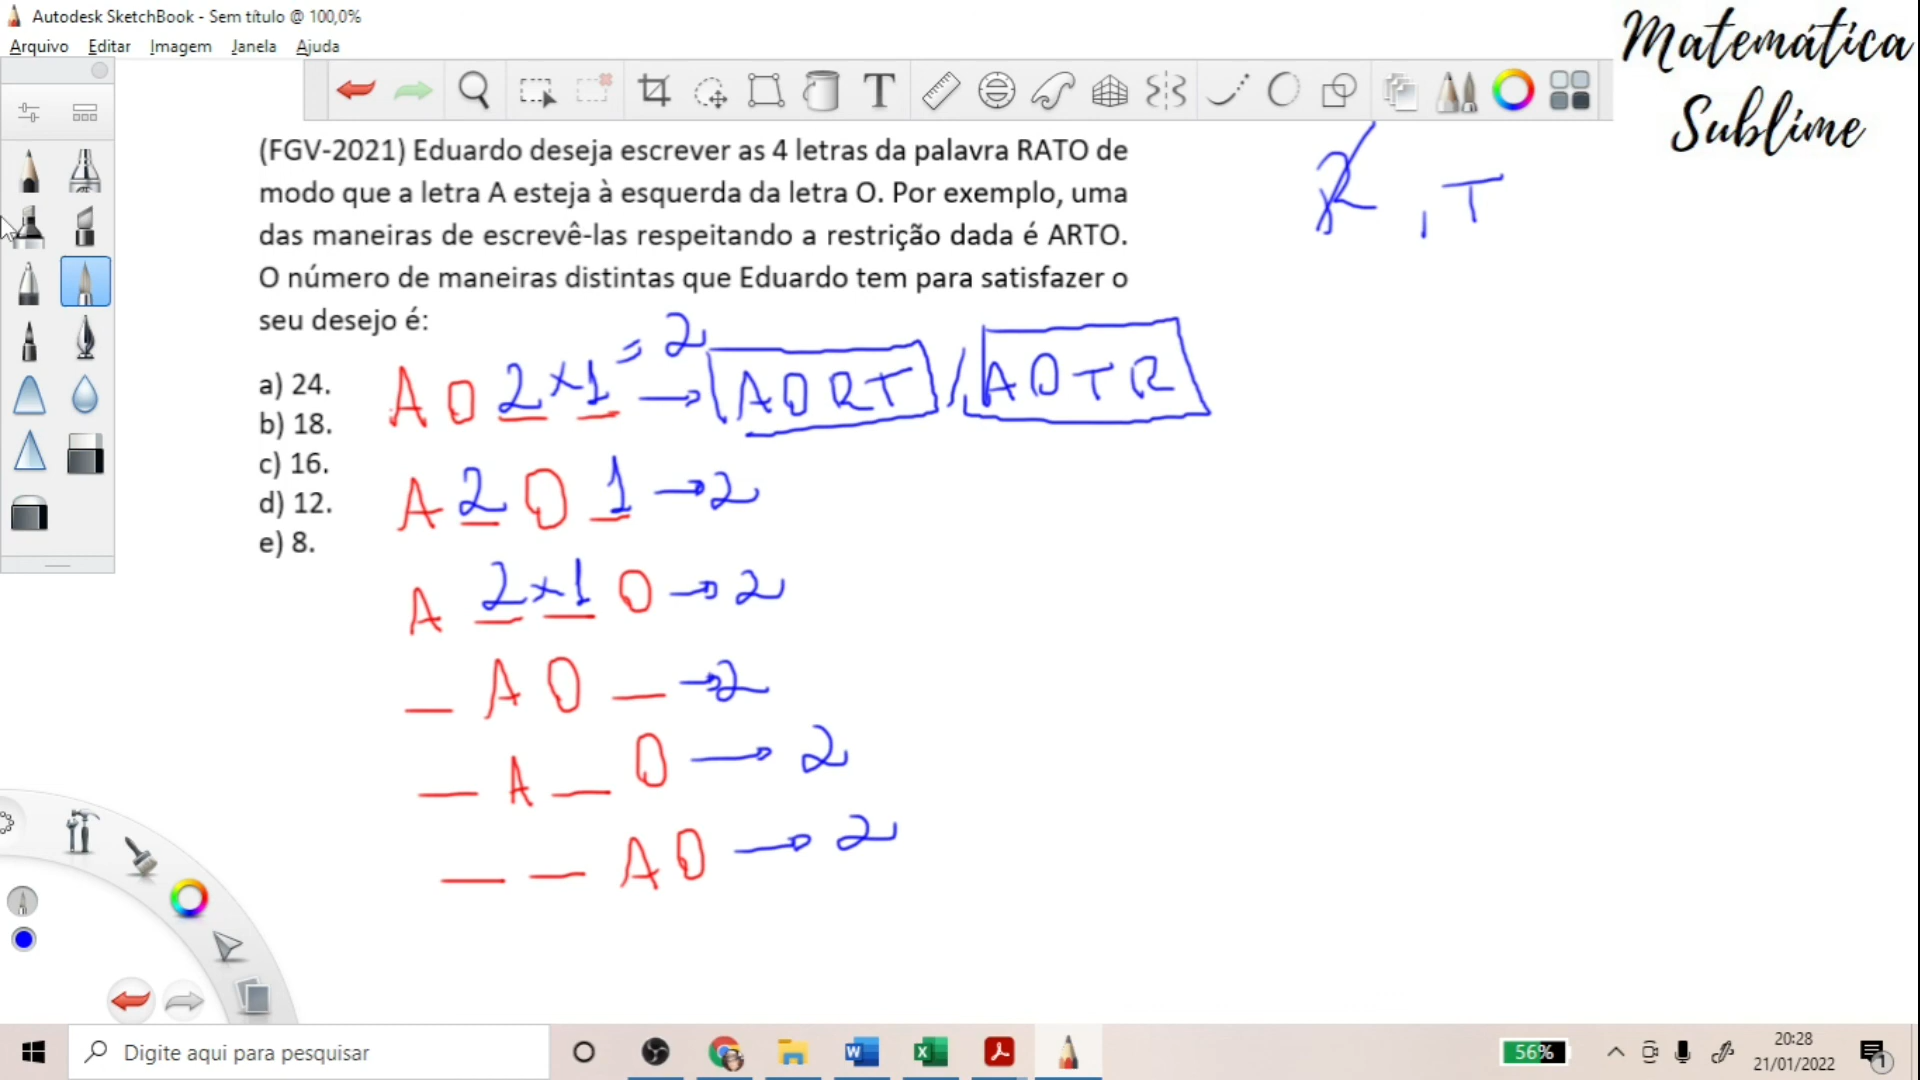 Autodesk SketchBook - Sem título @ 100,0%
Arquivo Editar Imagem Janela Ajuda
Matemática
Sublime
(FGV-2021) Eduardo deseja escrever as 4 letras da palavra RATO de
modo que a letra A esteja à esquerda da letra O. Por exemplo, uma
das maneiras de escrevê-las respeitando a restrição dada é ARTO.
O número de maneiras distintas que Eduardo tem para satisfazer o
seu desejo é:
R , T
a) 24.
b) 18.
c) 16.
d) 12.
e) 8.
A O 2 × 1 = 2 → A O R T / A O T R
A 2 O 1 → 2
A 2 × 1 O → 2
_ A O _ → 2
_ A _ O → 2
_ _ A O → 2
Digite aqui para pesquisar
56%
20:28
21/01/2022
1